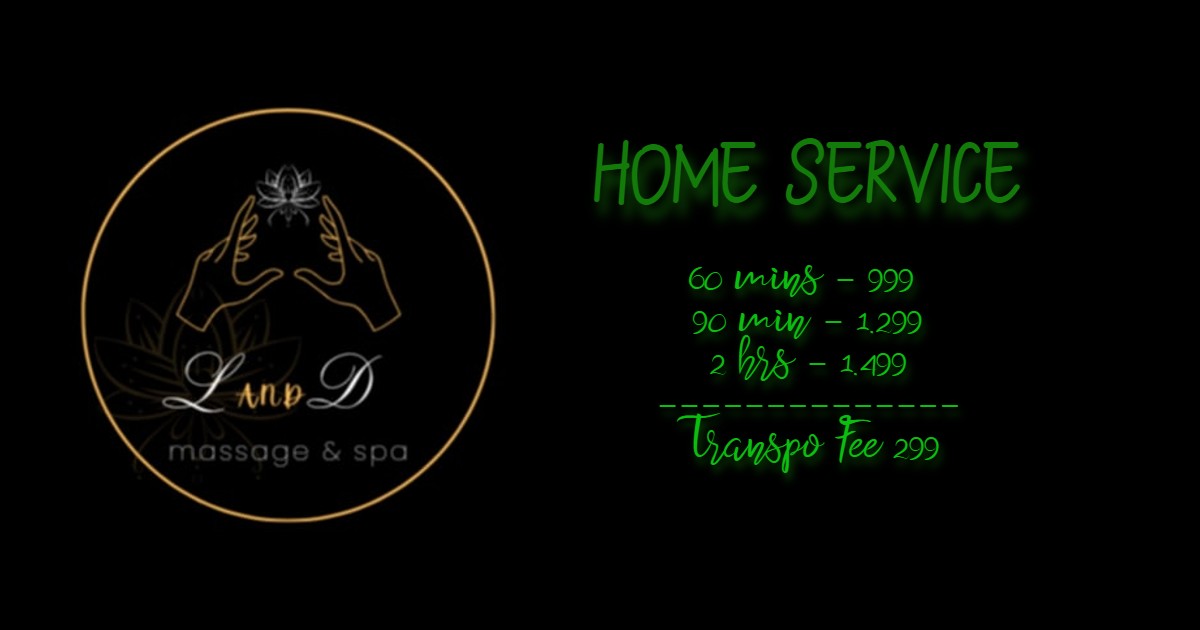 L AND D
massage & spa
HOME SERVICE
60 mins - 999
90 min - 1,299
2 hrs - 1,499
--------------
Transpo Fee 299